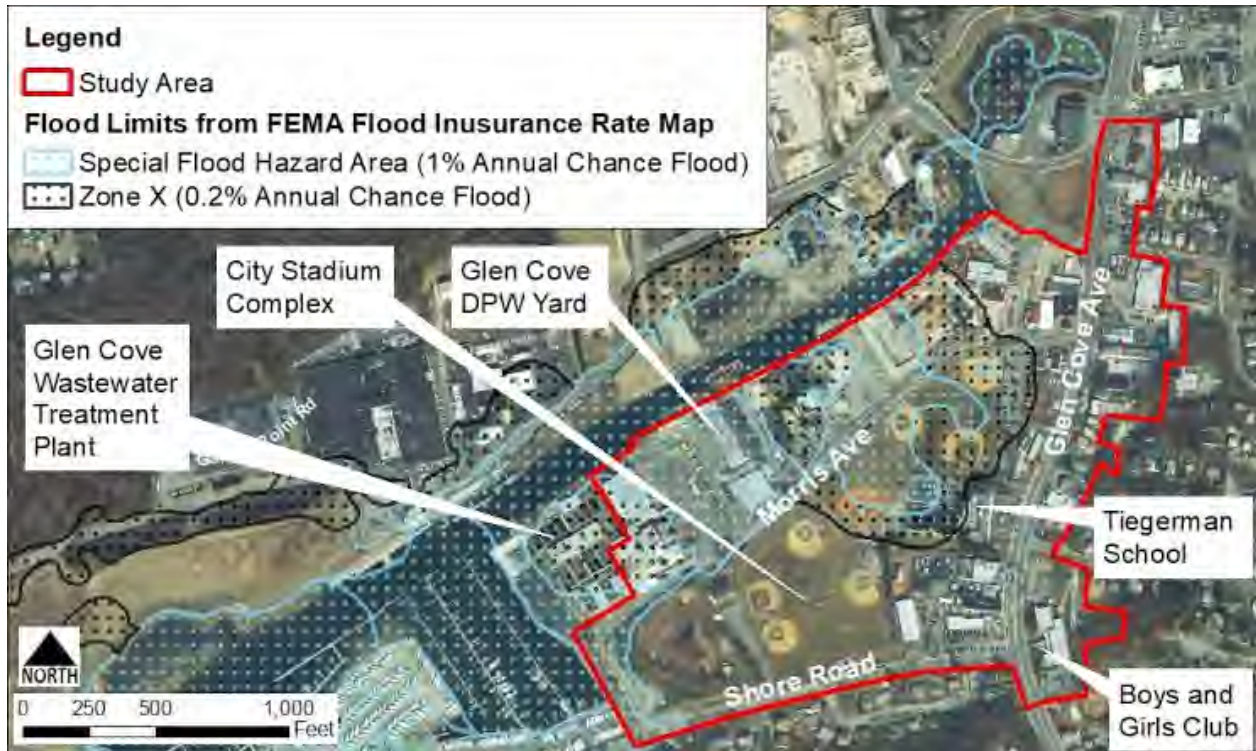 Legend
Study Area
Flood Limits from FEMA Flood Inusurance Rate Map
Special Flood Hazard Area (1% Annual Chance Flood)
Zone X (0.2% Annual Chance Flood)
City Stadium
Complex
Glen Cove
DPW Yard
Glen Cove
Wastewater
Treatment
Plant
Point Rd
Glen Cove Ave
Morris Ave
Tiegerman
School
Shore Road
Boys and
Girls Club
NORTH
0 250 500 1,000
Feet